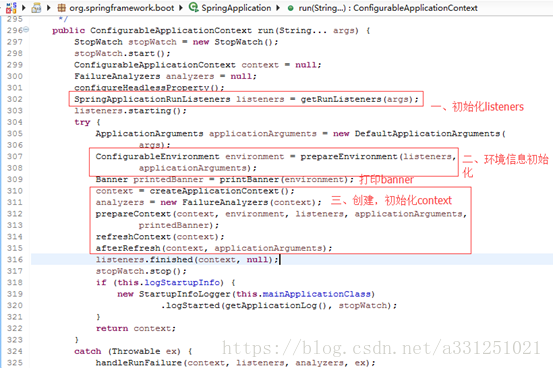 org.springframework.boot ▸ SpringApplication ▸ run(String...) : ConfigurableApplicationContext
295 */
296 public ConfigurableApplicationContext run(String... args) {
297 StopWatch stopWatch = new StopWatch();
298 stopWatch.start();
299 ConfigurableApplicationContext context = null;
300 FailureAnalyzers analyzers = null;
301 configureHeadlessProperty();
302 SpringApplicationRunListeners listeners = getRunListeners(args);
一、初始化listeners
303 listeners.starting();
304 try {
305 ApplicationArguments applicationArguments = new DefaultApplicationArguments(
306 args);
307 ConfigurableEnvironment environment = prepareEnvironment(listeners,
二、环境信息初始化
308 applicationArguments);
309 Banner printedBanner = printBanner(environment); 打印banner
310 context = createApplicationContext();
311 analyzers = new FailureAnalyzers(context); 三、创建、初始化context
312 prepareContext(context, environment, listeners, applicationArguments,
313 printedBanner);
314 refreshContext(context);
315 afterRefresh(context, applicationArguments);
316 listeners.finished(context, null);
317 stopWatch.stop();
318 if (this.logStartupInfo) {
319 new StartupInfoLogger(this.mainApplicationClass)
320 .logStarted(getApplicationLog(), stopWatch);
321 }
322 return context;
323 }
324 catch (Throwable ex) {
325 handleRunFailure(context, listeners, analyzers, ex);
https://blog.csdn.net/a331251021